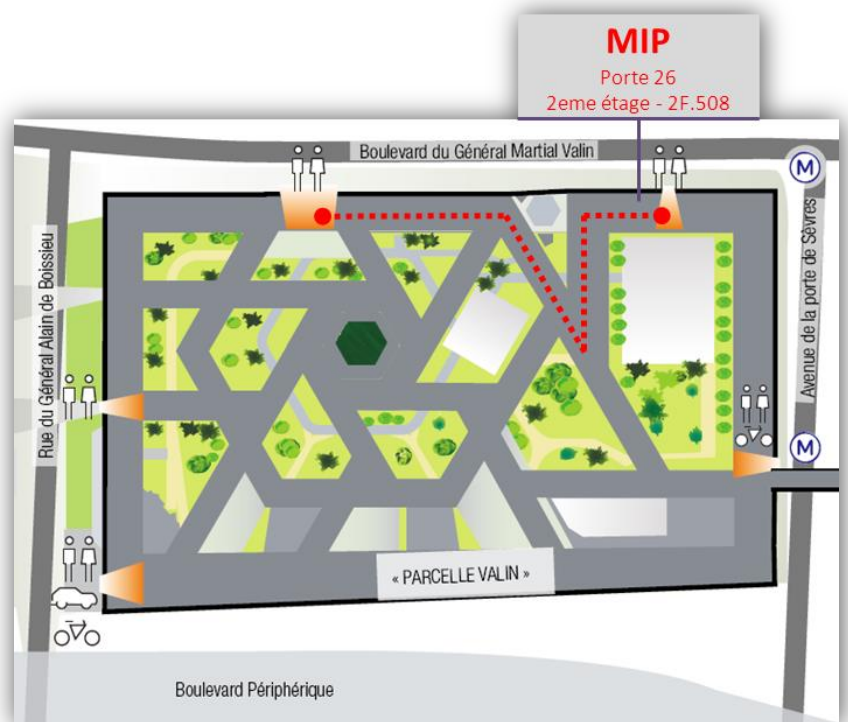 MIP
Porte 26
2eme étage - 2F.508
Boulevard du Général Martial Valin
M
Avenue de la porte de Sèvres
Rue du Général Alain de Boissieu
M
« PARCELLE VALIN »
Boulevard Périphérique